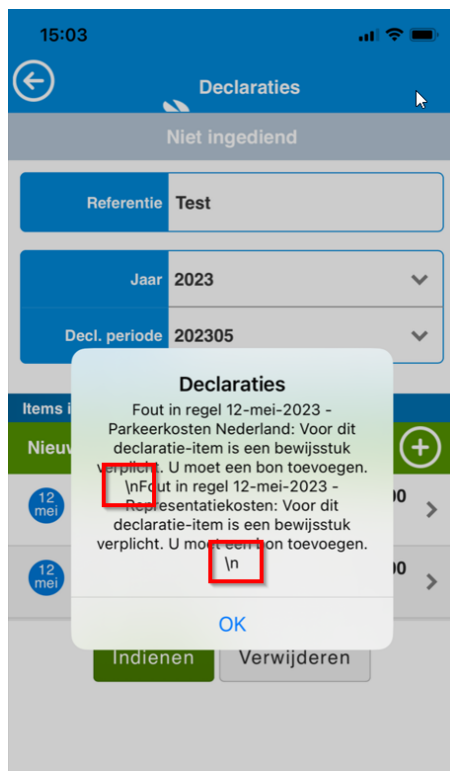 15:03
Declaraties
Niet ingediend
Referentie Test
Jaar 2023
Decl. periode 202305
Declaraties
Fout in regel 12-mei-2023 -
Parkeerkosten Nederland: Voor dit
declaratie-item is een bewijsstuk
verplicht. U moet een bon toevoegen.
\nFout in regel 12-mei-2023 -
Representatiekosten: Voor dit
declaratie-item is een bewijsstuk
verplicht. U moet een bon toevoegen.
\n
OK
Items i
Nieuw
12
mei
00
12
mei
00
Indienen Verwijderen